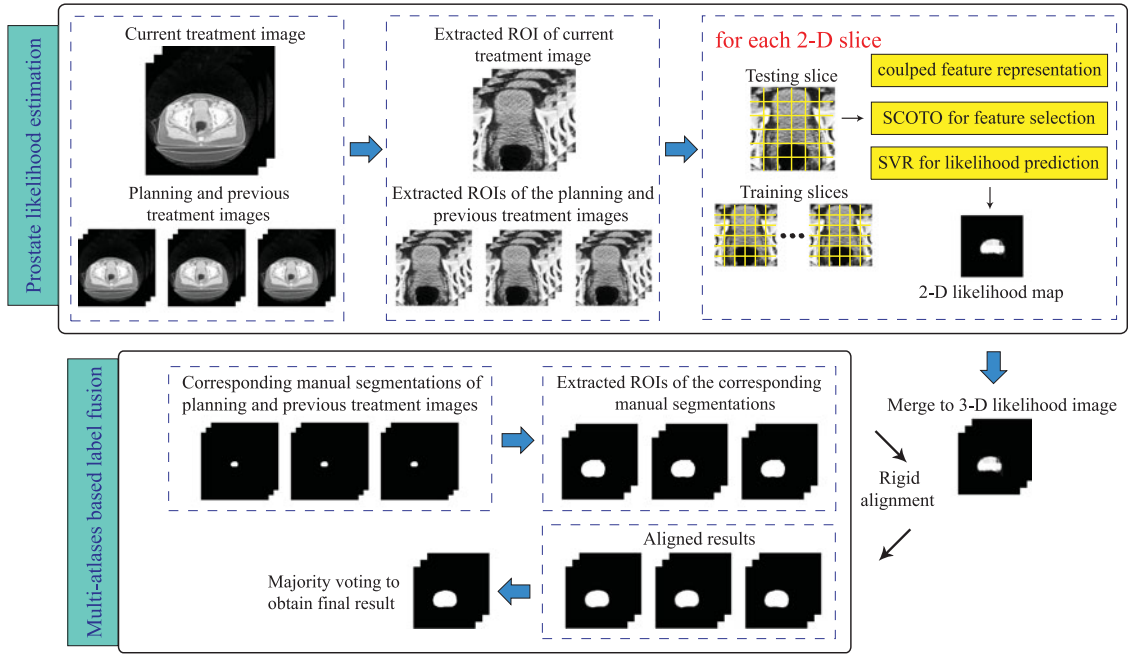 Prostate likelihood estimation
Current treatment image
Planning and previous
treatment images
Extracted ROI of current
treatment image
Extracted ROIs of the planning and
previous treatment images
for each 2-D slice
Testing slice
Training slices
coulped feature representation
SCOTO for feature selection
SVR for likelihood prediction
2-D likelihood map
Merge to 3-D likelihood image
Multi-atlases based label fusion
Corresponding manual segmentations of
planning and previous treatment images
Extracted ROIs of the corresponding
manual segmentations
Rigid
alignment
Aligned results
Majority voting to
obtain final result